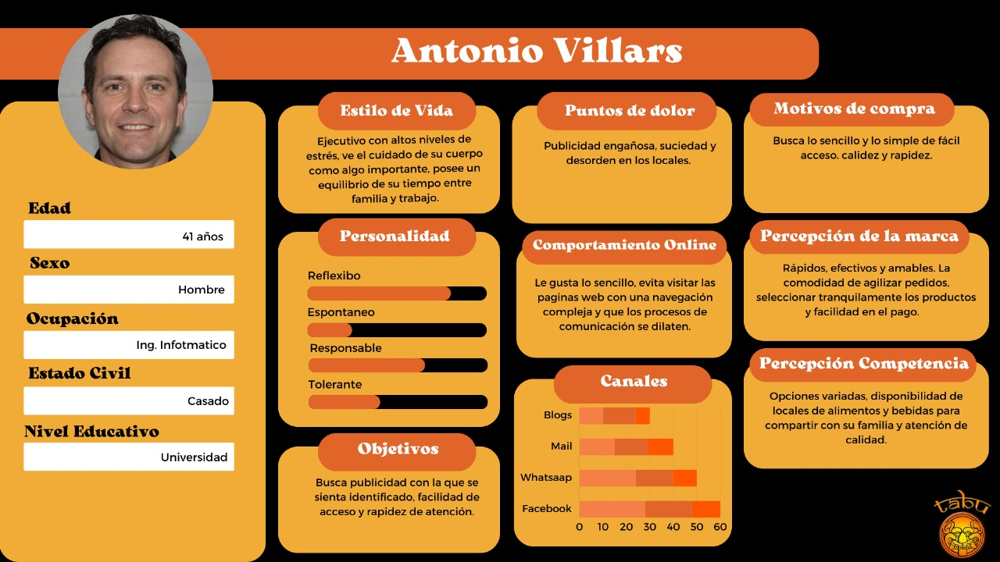 Antonio Villars
Edad
41 años
Sexo
Hombre
Ocupación
Ing. Infotmatico
Estado Civil
Casado
Nivel Educativo
Universidad
Estilo de Vida
Ejecutivo con altos niveles de
estrés, ve el cuidado de su cuerpo
como algo importante, posee un
equilibrio de su tiempo entre
familia y trabajo.
Personalidad
Reflexibo
Espontaneo
Responsable
Tolerante
Objetivos
Busca publicidad con la que se
sienta identificado, facilidad de
acceso y rapidez de atención.
Puntos de dolor
Publicidad engañosa, suciedad y
desorden en los locales.
Comportamiento Online
Le gusta lo sencillo, evita visitar las
paginas web con una navegación
compleja y que los procesos de
comunicación se dilaten.
Canales
Blogs
Mail
Whatsaap
Facebook
0 10 20 30 40 50 60
Motivos de compra
Busca lo sencillo y lo simple de fácil
acceso. calidez y rapidez.
Percepción de la marca
Rápidos, efectivos y amables. La
comodidad de agilizar pedidos,
seleccionar tranquilamente los productos
y facilidad en el pago.
Percepción Competencia
Opciones variadas, disponibilidad de
locales de alimentos y bebidas para
compartir con su familia y atención de
calidad.
tabú